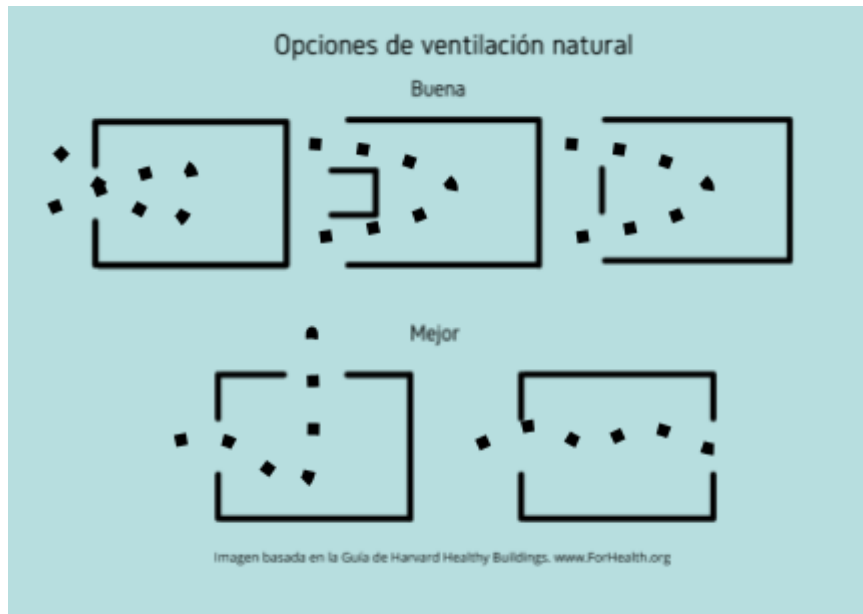 Opciones de ventilación natural
Buena
Mejor
Imagen basada en la Guía de Harvard Healthy Buildings. www.ForHealth.org